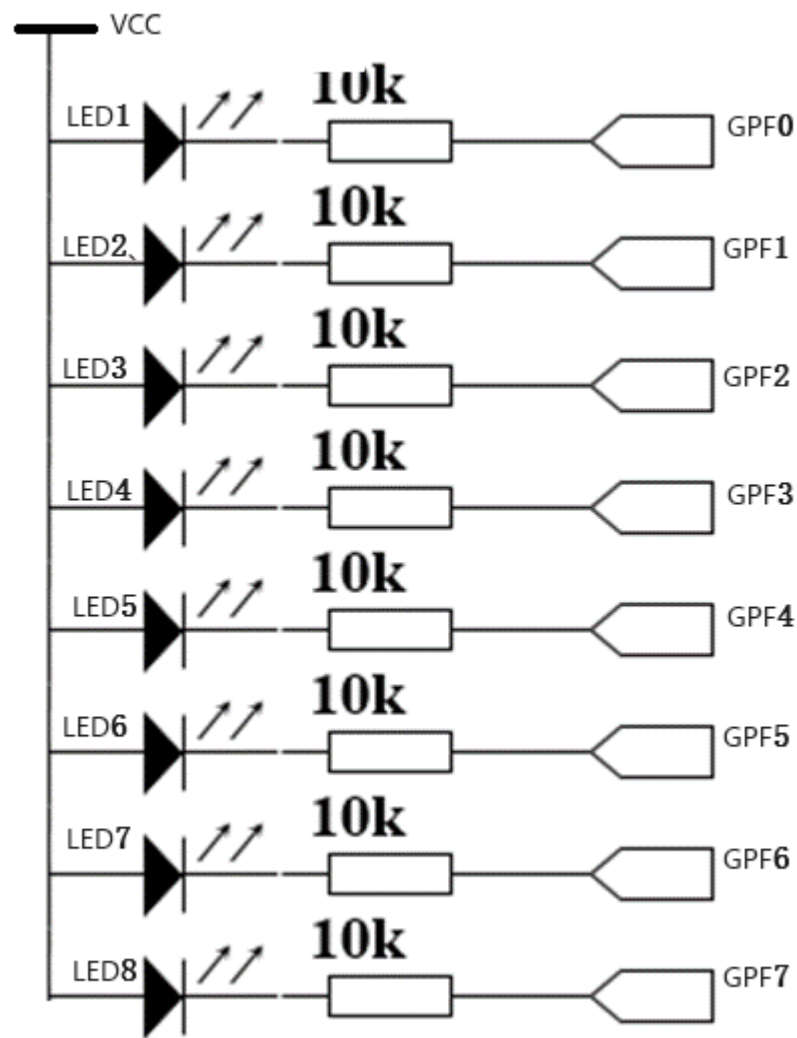 VCC
10k
LED1
GPF0
10k
LED2、
GPF1
10k
LED3
GPF2
10k
LED4
GPF3
10k
LED5
GPF4
10k
LED6
GPF5
10k
LED7
GPF6
10k
LED8
GPF7